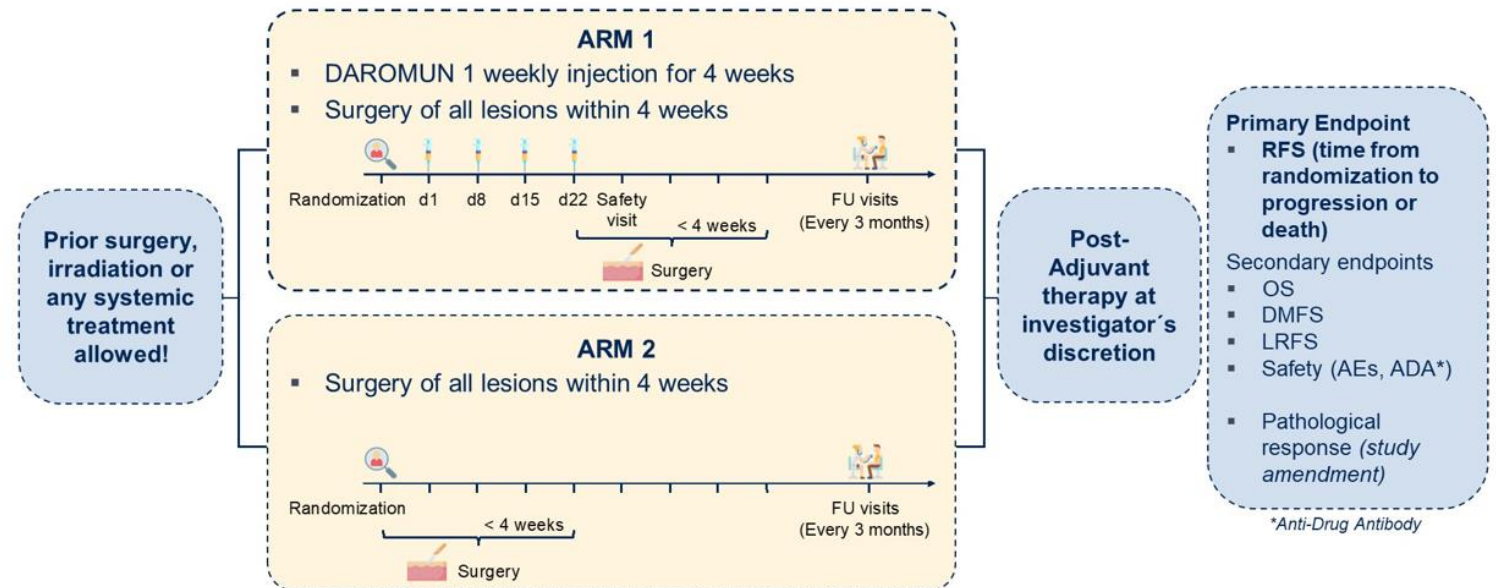 Prior surgery,
irradiation or
any systemic
treatment
allowed!
ARM 1
▪ DAROMUN 1 weekly injection for 4 weeks
▪ Surgery of all lesions within 4 weeks
Randomization d1 d8 d15 d22 Safety
visit
FU visits
(Every 3 months)
< 4 weeks
Surgery
ARM 2
▪ Surgery of all lesions within 4 weeks
Randomization
FU visits
(Every 3 months)
< 4 weeks
Surgery
Post-
Adjuvant
therapy at
investigator´s
discretion
Primary Endpoint
▪ RFS (time from
randomization to
progression or
death)
Secondary endpoints
▪ OS
▪ DMFS
▪ LRFS
▪ Safety (AEs, ADA*)
▪ Pathological
response (study
amendment)
*Anti-Drug Antibody